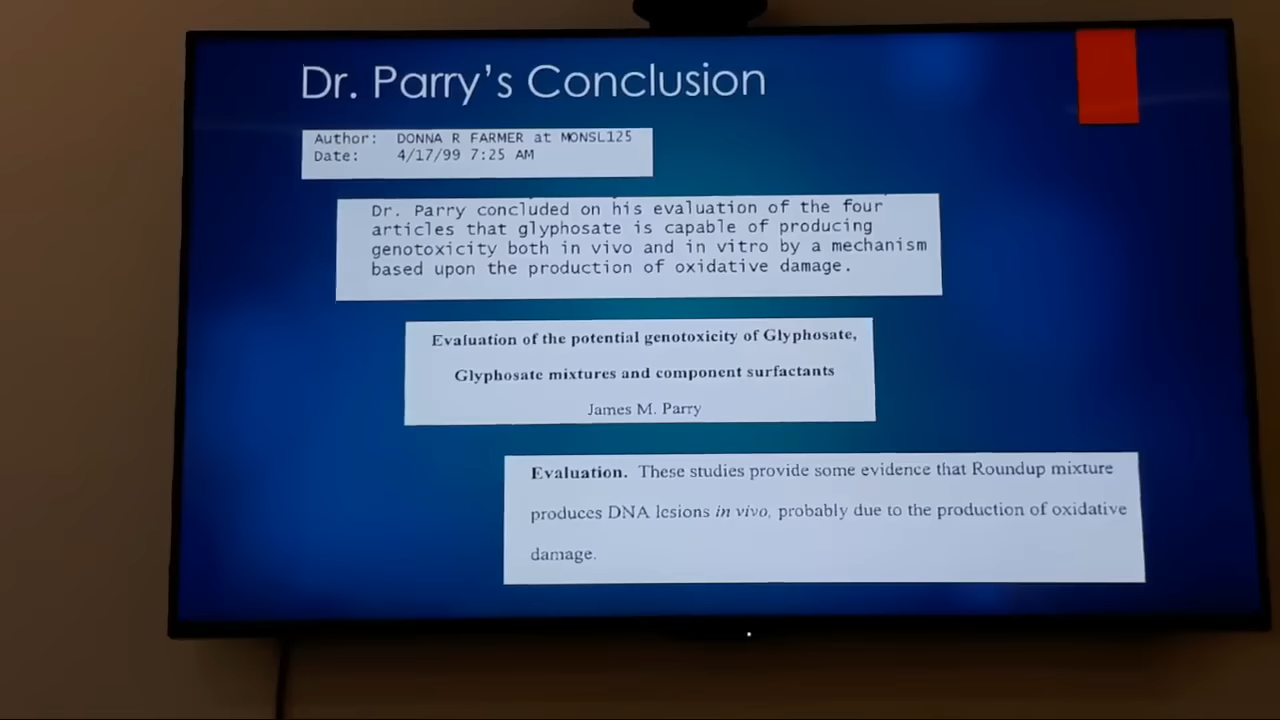 Dr. Parry's Conclusion
Author: DONNA R FARMER at MONSL125
Date: 4/17/99 7:25 AM
Dr. Parry concluded on his evaluation of the four
articles that glyphosate is capable of producing
genotoxicity both in vivo and in vitro by a mechanism
based upon the production of oxidative damage.
Evaluation of the potential genotoxicity of Glyphosate,
Glyphosate mixtures and component surfactants
James M. Parry
Evaluation. These studies provide some evidence that Roundup mixture
produces DNA lesions in vivo, probably due to the production of oxidative
damage.